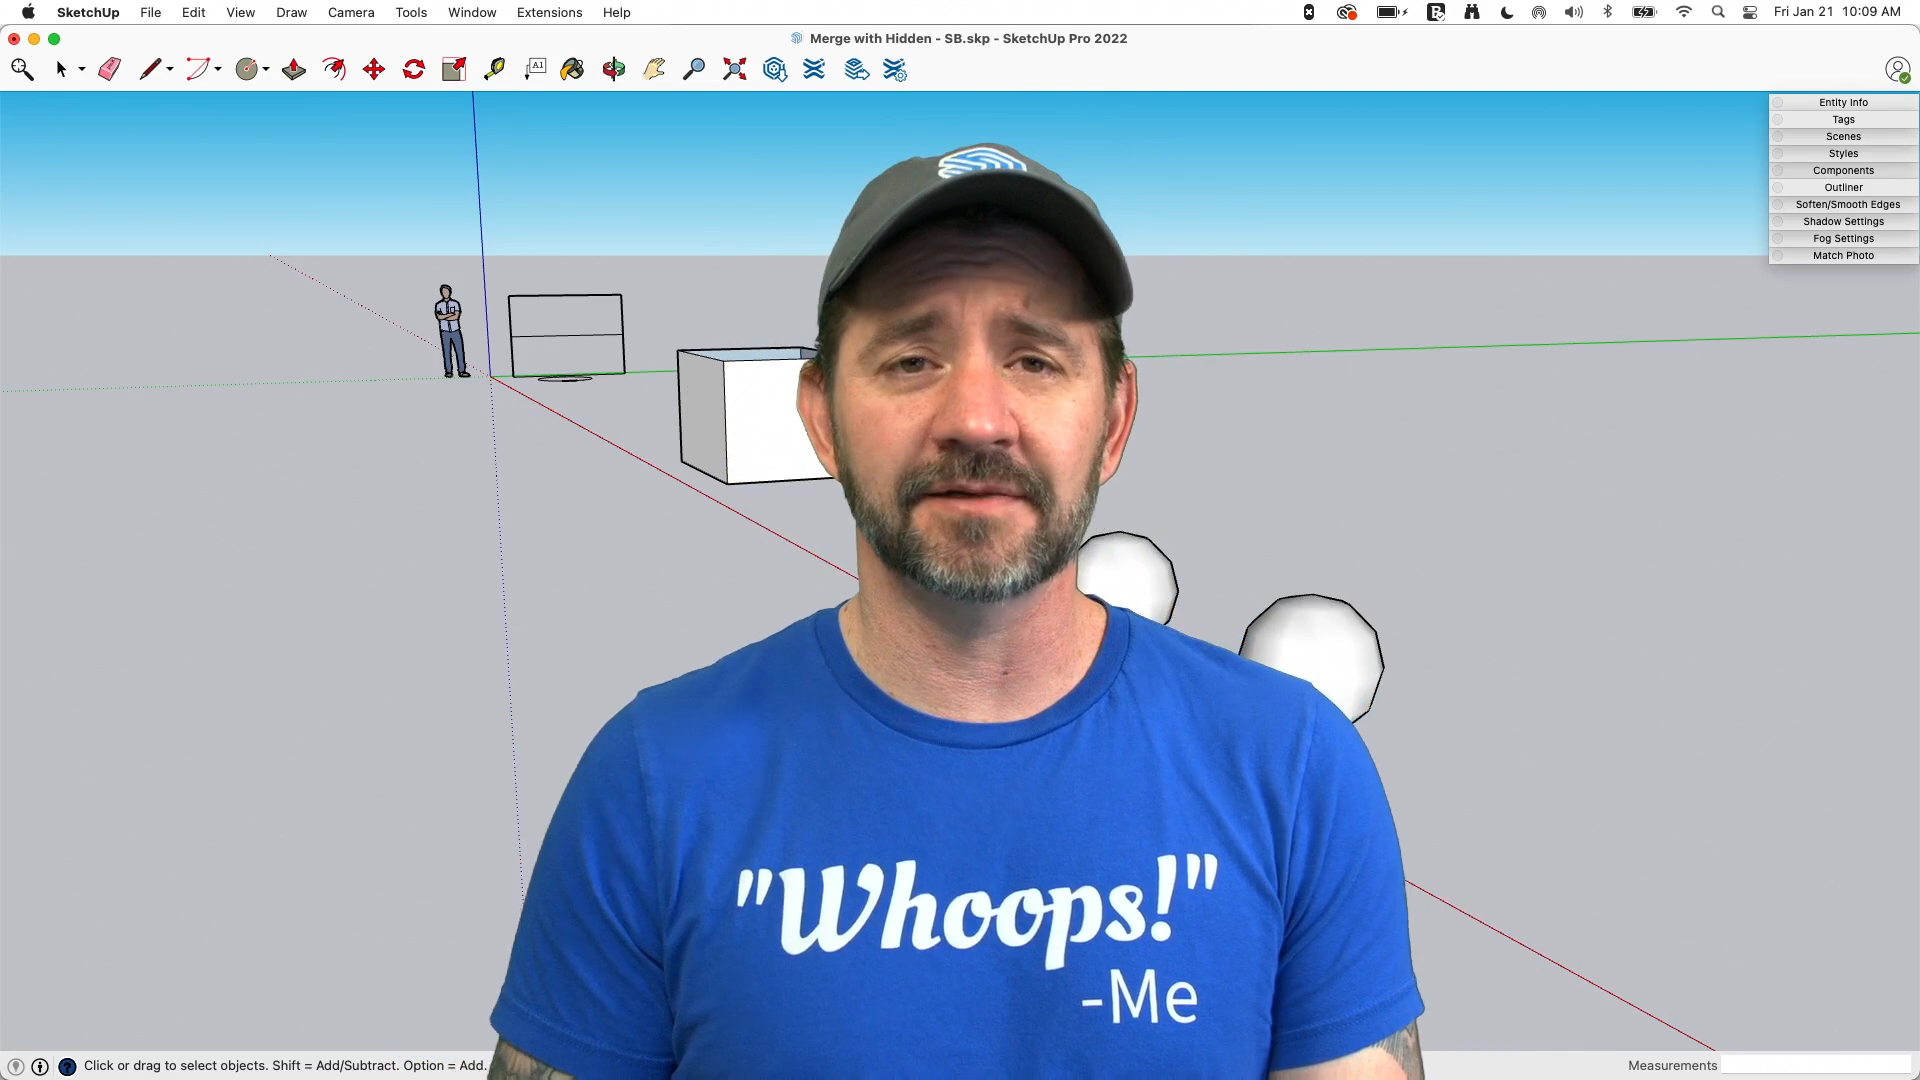 SketchUp File Edit View Draw Camera Tools Window Extensions Help Fri Jan 21 10:09 AM
Merge with Hidden - SB.skp - SketchUp Pro 2022
A1
Entity Info
Tags
Scenes
Styles
Components
Outliner
Soften/Smooth Edges
Shadow Settings
Fog Settings
Match Photo
"Whoops!"
-Me
Click or drag to select objects. Shift = Add/Subtract. Option = Add.
Measurements